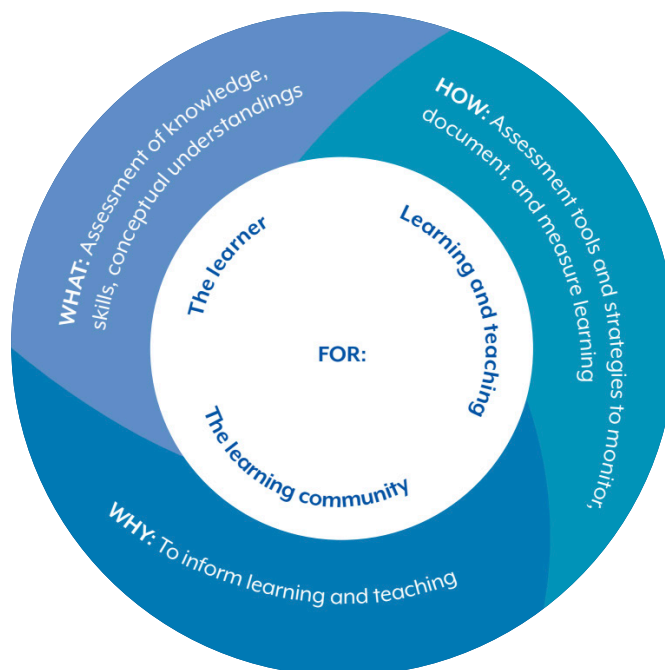 WHAT: Assessment of knowledge,
skills, conceptual understandings
HOW: Assessment tools and strategies to monitor,
document, and measure learning
The learner
Learning and teaching
FOR:
The learning community
WHY: To inform learning and teaching